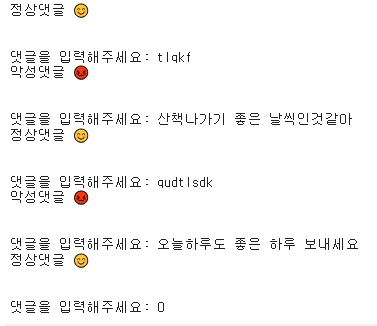 정상댓글 😊
댓글을 입력해주세요: tlqkf
악성댓글 😡
댓글을 입력해주세요: 산책나가기 좋은 날씩인것같아
정상댓글 😊
댓글을 입력해주세요: qudtlsdk
악성댓글 😡
댓글을 입력해주세요: 오늘하루도 좋은 하루 보내세요
정상댓글 😊
댓글을 입력해주세요: 0